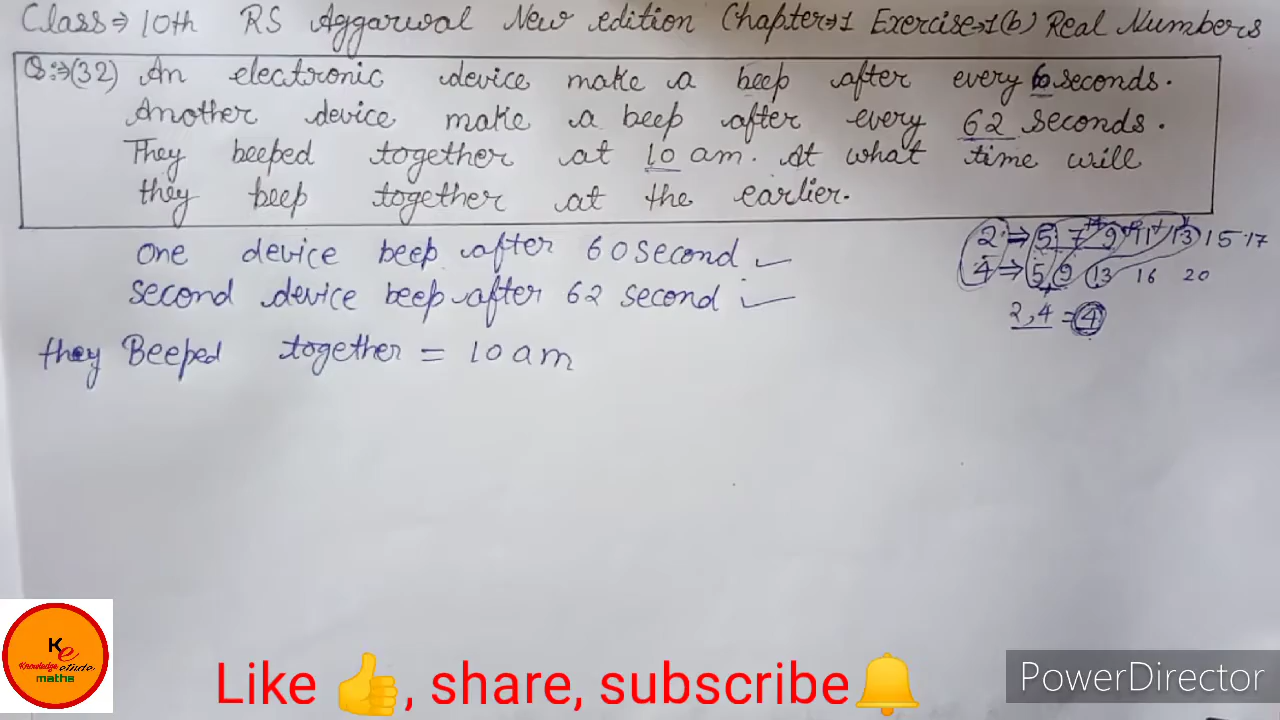 Class⇒10th RS Aggarwal New edition Chapter⇒1 Exercise⇒1(b) Real Numbers
Q:⇒(32) An electronic device make a beep after every 60 seconds.
Another device make a beep after every 62 seconds.
They beeped together at 10 am. At what time will
they beep together at the earlier.
One device beep after 60 second
second device beep after 62 second
they Beeped together = 10 am
2 ⇒ 5 7 9 11 13 15 17
4 ⇒ 5 9 13 16 20
2, 4 = 4
Ke
Knowledge etude
maths
Like 👍, share, subscribe🔔
PowerDirector